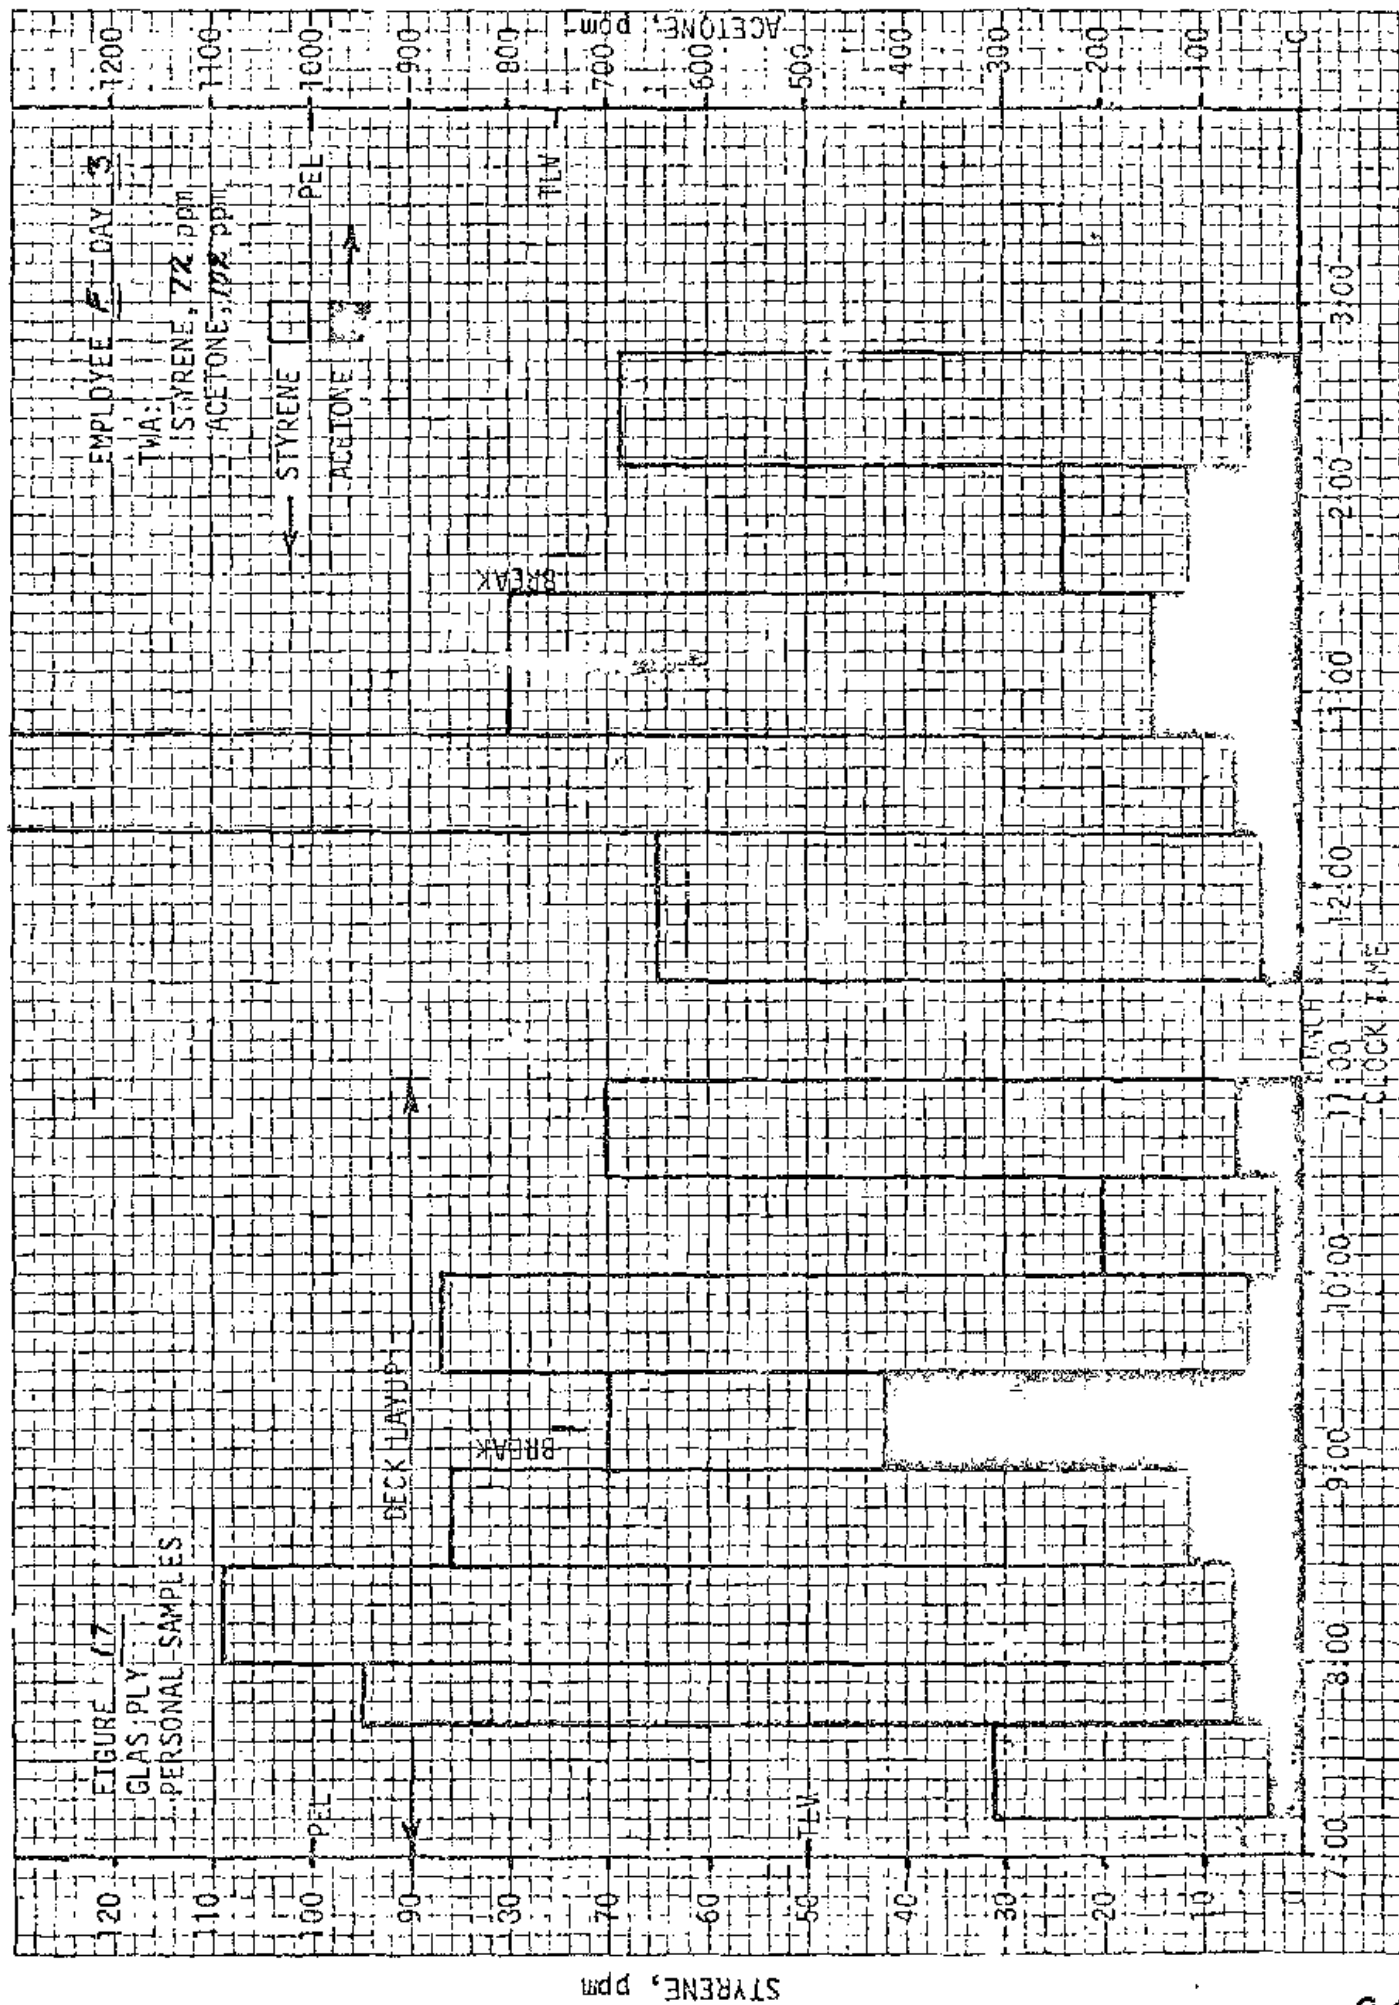 FIGURE 17
GLAS PLY
PERSONAL SAMPLES
EMPLOYEE F DAY 3
TWA:
STYRENE, 72 ppm
ACETONE, 102 ppm
STYRENE
ACETONE
PEL
PEL
TLV
TLV
DECK LAYUP
BREAK
BREAK
STYRENE, ppm
120
110
100
90
80
70
60
50
40
30
20
10
0
ACETONE, ppm
1200
1100
1000
900
800
700
600
500
400
300
200
100
0
7:00 8:00 9:00 10:00 11:00 12:00 1:00 2:00 3:00
LUNCH
CLOCK TIME